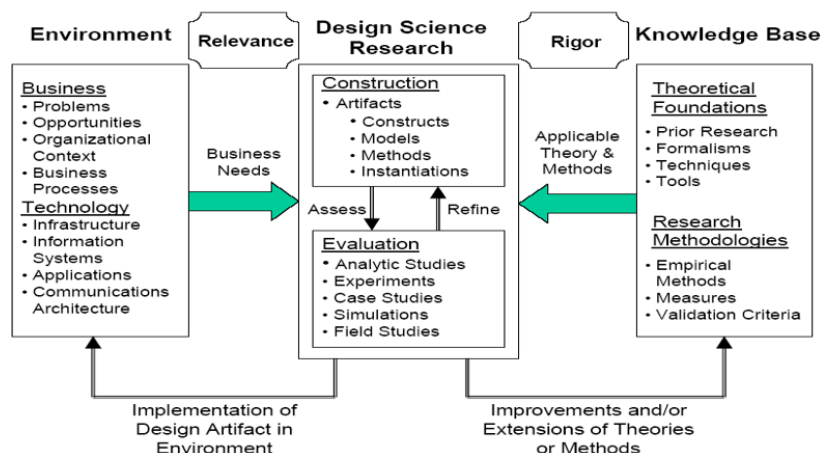 Environment
Relevance
Design Science
Research
Rigor
Knowledge Base
Business
• Problems
• Opportunities
• Organizational
Context
• Business
Processes
Technology
• Infrastructure
• Information
Systems
• Applications
• Communications
Architecture
Business
Needs
Construction
• Artifacts
• Constructs
• Models
• Methods
• Instantiations
Assess
Refine
Evaluation
• Analytic Studies
• Experiments
• Case Studies
• Simulations
• Field Studies
Applicable
Theory &
Methods
Theoretical
Foundations
• Prior Research
• Formalisms
• Techniques
• Tools
Research
Methodologies
• Empirical
Methods
• Measures
• Validation Criteria
Implementation of
Design Artifact in
Environment
Improvements and/or
Extensions of Theories
or Methods